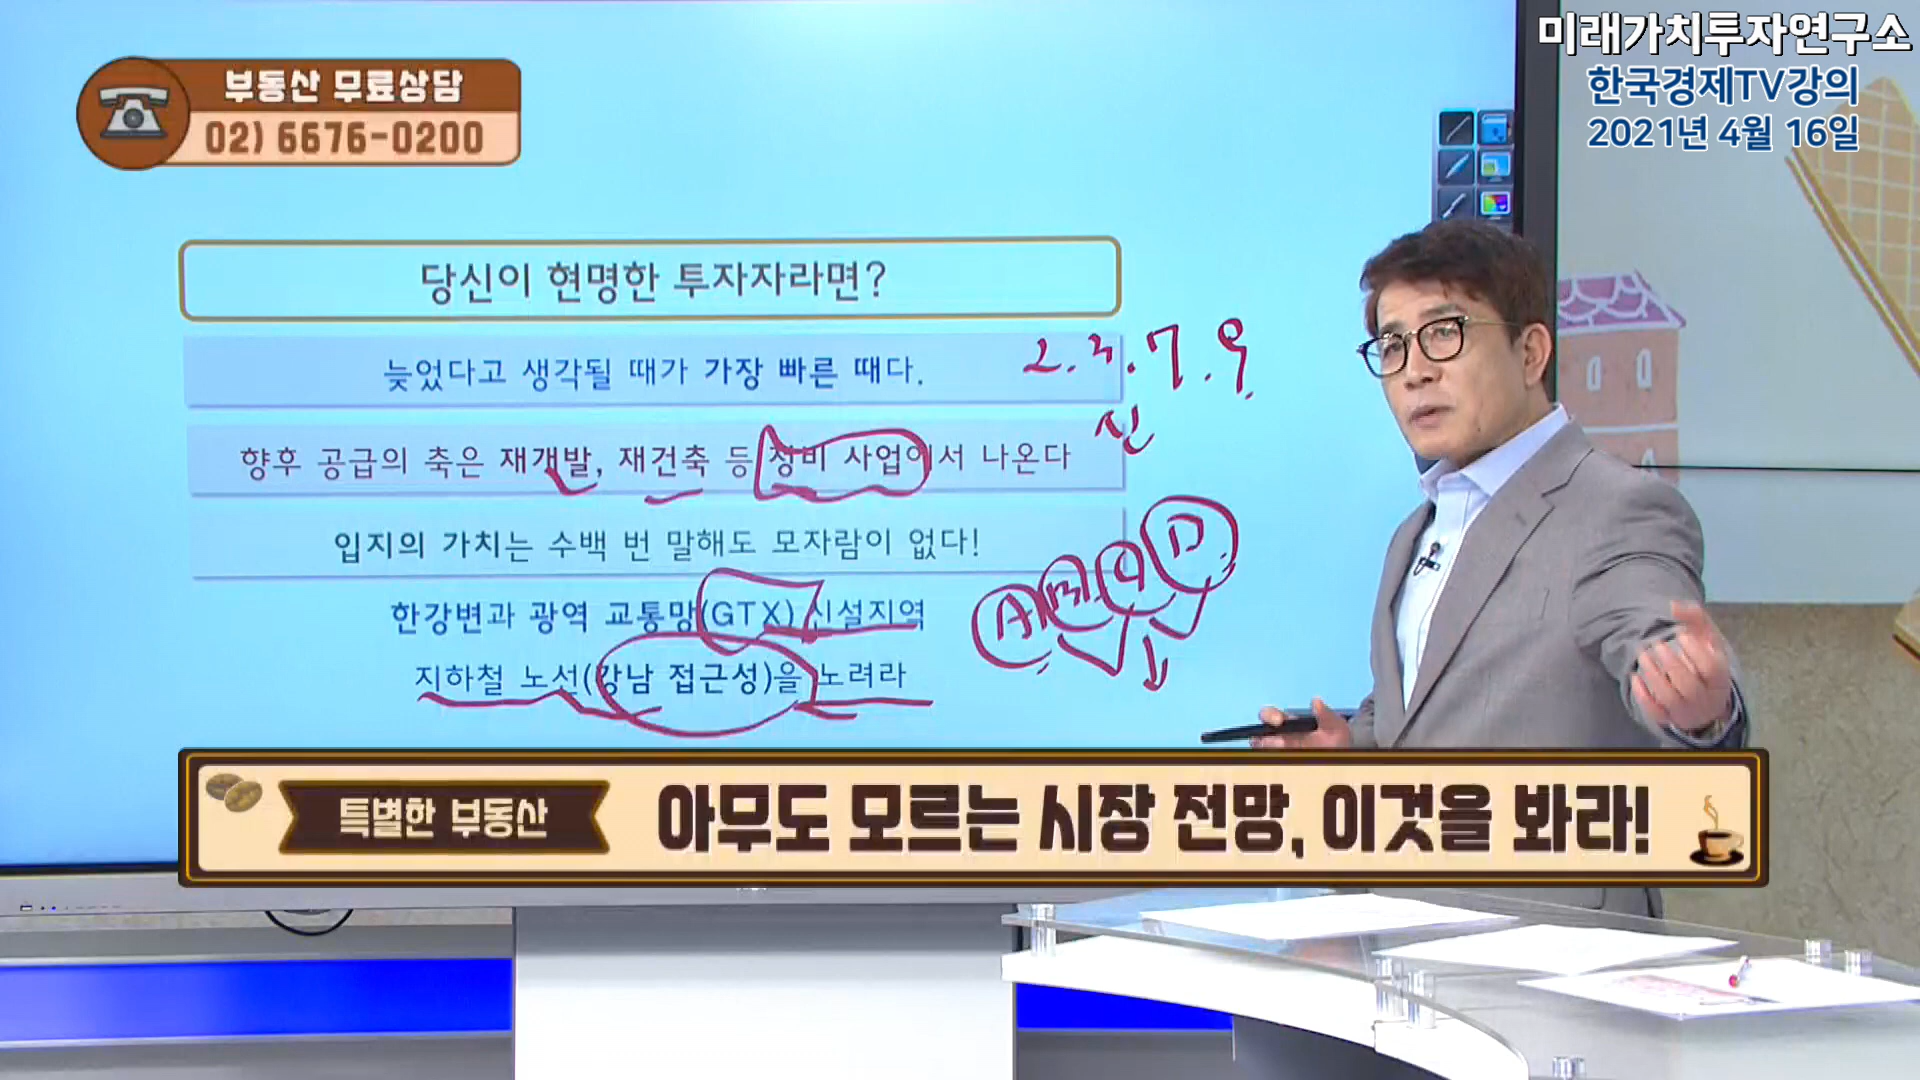 미래가치투자연구소
한국경제TV강의
2021년 4월 16일
부동산 무료상담
02) 6676-0200
당신이 현명한 투자자라면?
늦었다고 생각될 때가 가장 빠른 때다.
2. 3. 7. 9.
신
향후 공급의 축은 재개발, 재건축 등 정비 사업에서 나온다
입지의 가치는 수백 번 말해도 모자람이 없다!
A B C D
한강변과 광역 교통망(GTX) 신설지역
지하철 노선(강남 접근성)을 노려라
특별한 부동산
아무도 모르는 시장 전망, 이것을 봐라!